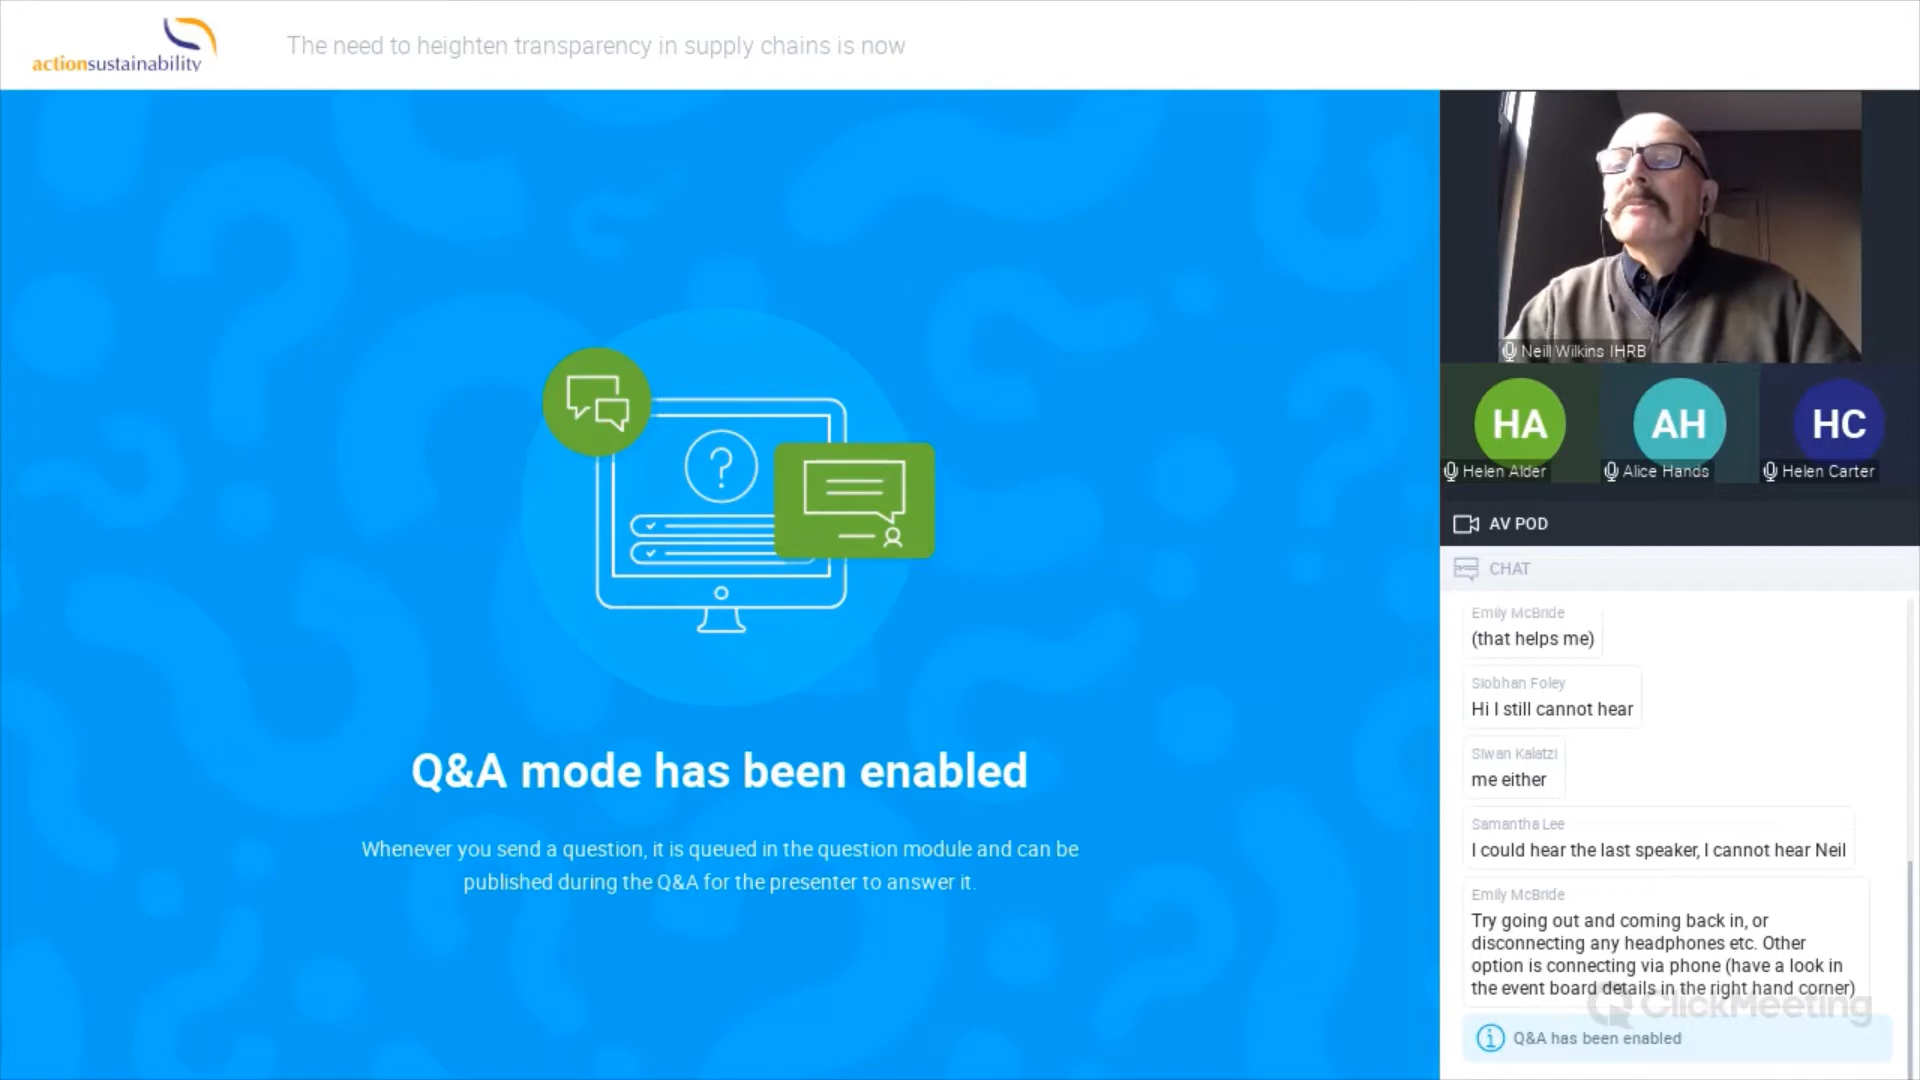 actionsustainability
The need to heighten transparency in supply chains is now
Q&A mode has been enabled
Whenever you send a question, it is queued in the question module and can be
published during the Q&A for the presenter to answer it.
Neill Wilkins IHRB
HA
AH
HC
Helen Alder
Alice Hands
Helen Carter
AV POD
CHAT
Emily McBride
(that helps me)
Siobhan Foley
Hi I still cannot hear
Siwan Kalatzi
me either
Samantha Lee
I could hear the last speaker, I cannot hear Neil
Emily McBride
Try going out and coming back in, or
disconnecting any headphones etc. Other
option is connecting via phone (have a look in
the event board details in the right hand corner)
ClickMeeting
Q&A has been enabled